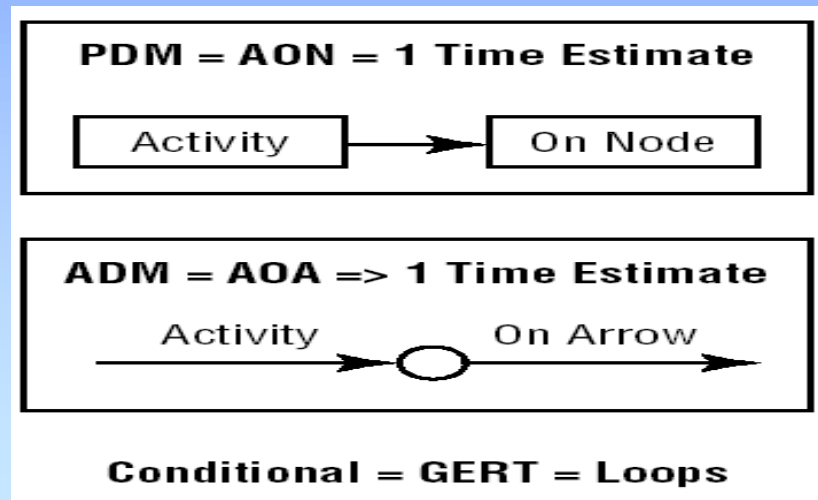 PDM = AON = 1 Time Estimate
Activity On Node
ADM = AOA => 1 Time Estimate
Activity On Arrow
Conditional = GERT = Loops